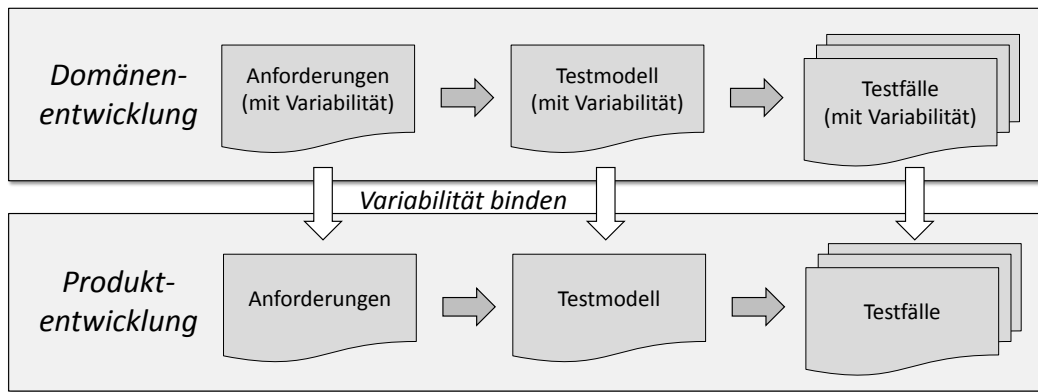 Domänen-
entwicklung
Anforderungen
(mit Variabilität)
Testmodell
(mit Variabilität)
Testfälle
(mit Variabilität)
Variabilität binden
Produkt-
entwicklung
Anforderungen
Testmodell
Testfälle